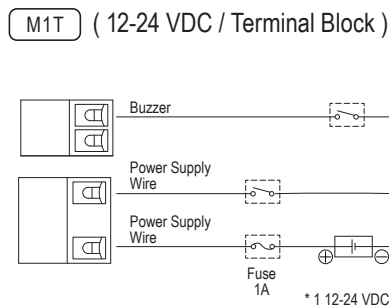 M1T ( 12-24 VDC / Terminal Block )
Buzzer
Power Supply
Wire
Power Supply
Wire
Fuse
1A
* 1 12-24 VDC